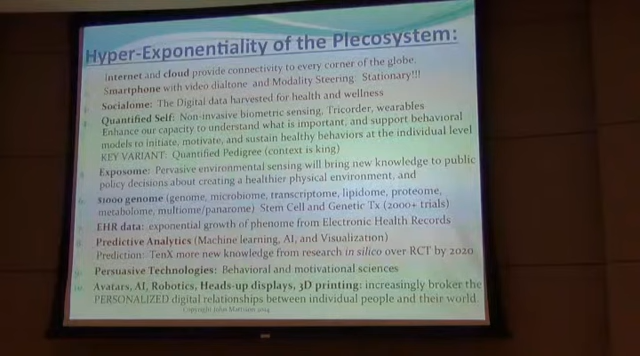 Hyper-Exponentiality of the Plecosystem:
Internet and cloud provide connectivity to every corner of the globe.
Smartphone with video dialtone and Modality Steering. Stationary!!!
Socialome: The Digital data harvested for health and wellness
Quantified Self: Non-invasive biometric sensing, Tricorder, wearables
Enhance our capacity to understand what is important, and support behavioral
models to initiate, motivate, and sustain healthy behaviors at the individual level
KEY VARIANT: Quantified Pedigree (context is king)
Exposome: Pervasive environmental sensing will bring new knowledge to public
policy decisions about creating a healthier physical environment, and
$1000 genome (genome, microbiome, transcriptome, lipidome, proteome,
metabolome, multiome/panarome) Stem Cell and Genetic Tx (2000+ trials)
EHR data: exponential growth of phenome from Electronic Health Records
Predictive Analytics (Machine learning, AI, and Visualization)
Prediction: TenX more new knowledge from research in silico over RCT by 2020
Persuasive Technologies: Behavioral and motivational sciences
Avatars, AI, Robotics, Heads-up displays, 3D printing: increasingly broker the
PERSONALIZED digital relationships between individual people and their world
Copyright John Mattison 2014